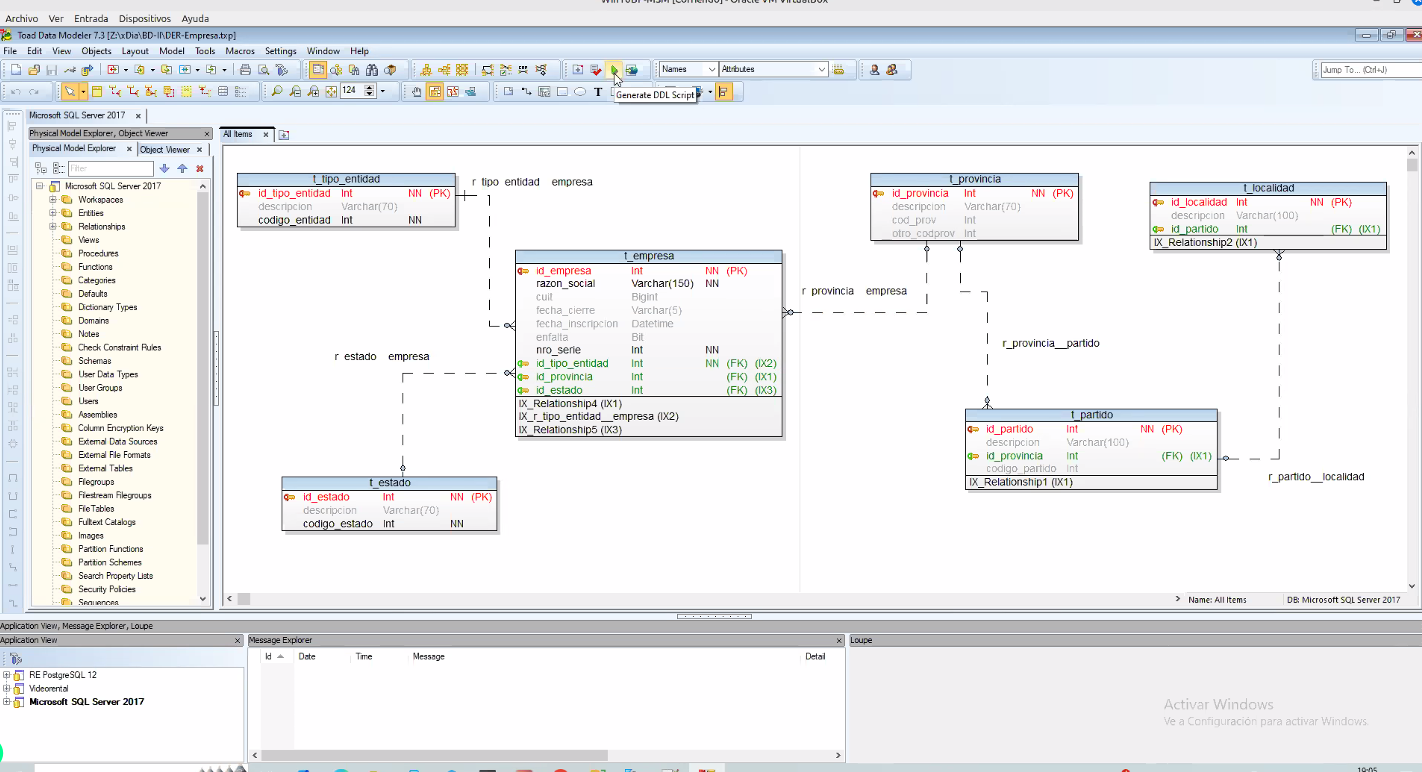 Win10BP-MSM [Corriendo] - Oracle VM VirtualBox
Archivo Ver Entrada Dispositivos Ayuda
Toad Data Modeler 7.3 [Z:\xDia\BD-II\DER-Empresa.txp]
File Edit View Objects Layout Model Tools Macros Settings Window Help
Names Attributes Jump To... (Ctrl+J)
124 T
Generate DDL Script
Microsoft SQL Server 2017
Physical Model Explorer, Object Viewer
Physical Model Explorer Object Viewer
Filter
Microsoft SQL Server 2017
Workspaces
Entities
Relationships
Views
Procedures
Functions
Categories
Defaults
Dictionary Types
Domains
Notes
Check Constraint Rules
Schemas
User Data Types
User Groups
Users
Assemblies
Column Encryption Keys
External Data Sources
External File Formats
External Tables
Filegroups
Filestream Filegroups
FileTables
Fulltext Catalogs
Images
Partition Functions
Partition Schemes
Search Property Lists
Security Policies
Sequences
All Items
t_tipo_entidad
id_tipo_entidad Int NN (PK)
descripcion Varchar(70)
codigo_entidad Int NN
r tipo entidad empresa
t_empresa
id_empresa Int NN (PK)
razon_social Varchar(150) NN
cuit Bigint
fecha_cierre Varchar(5)
fecha_inscripcion Datetime
enfalta Bit
nro_serie Int NN
id_tipo_entidad Int NN (FK) (IX2)
id_provincia Int (FK) (IX1)
id_estado Int (FK) (IX3)
IX_Relationship4 (IX1)
IX_r_tipo_entidad__empresa (IX2)
IX_Relationship5 (IX3)
r estado empresa
t_estado
id_estado Int NN (PK)
descripcion Varchar(70)
codigo_estado Int NN
t_provincia
id_provincia Int NN (PK)
descripcion Varchar(70)
cod_prov Int
otro_codprov Int
r provincia empresa
r_provincia__partido
t_partido
id_partido Int NN (PK)
descripcion Varchar(100)
id_provincia Int (FK) (IX1)
codigo_partido Int
IX_Relationship1 (IX1)
t_localidad
id_localidad Int NN (PK)
descripcion Varchar(100)
id_partido Int (FK) (IX1)
IX_Relationship2 (IX1)
r_partido__localidad
Name: All Items DB: Microsoft SQL Server 2017
Application View, Message Explorer, Loupe
Application View
RE PostgreSQL 12
Videorental
Microsoft SQL Server 2017
Message Explorer
Id Date Time Message Detail
Loupe
Activar Windows
Ve a Configuración para activar Windows.
19:05